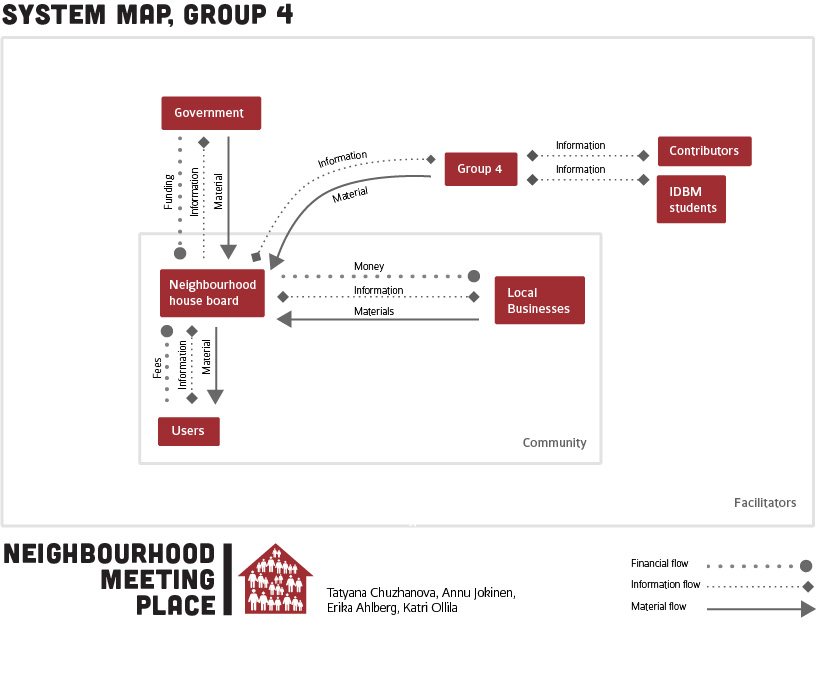 SYSTEM MAP, GROUP 4
Government
Funding
Information
Material
Information
Material
Group 4
Information
Information
Contributors
IDBM
students
Neighbourhood
house board
Money
Information
Materials
Local
Businesses
Fees
Information
Material
Users
Community
Facilitators
NEIGHBOURHOOD
MEETING
PLACE
Tatyana Chuzhanova, Annu Jokinen,
Erika Ahlberg, Katri Ollila
Financial flow
Information flow
Material flow